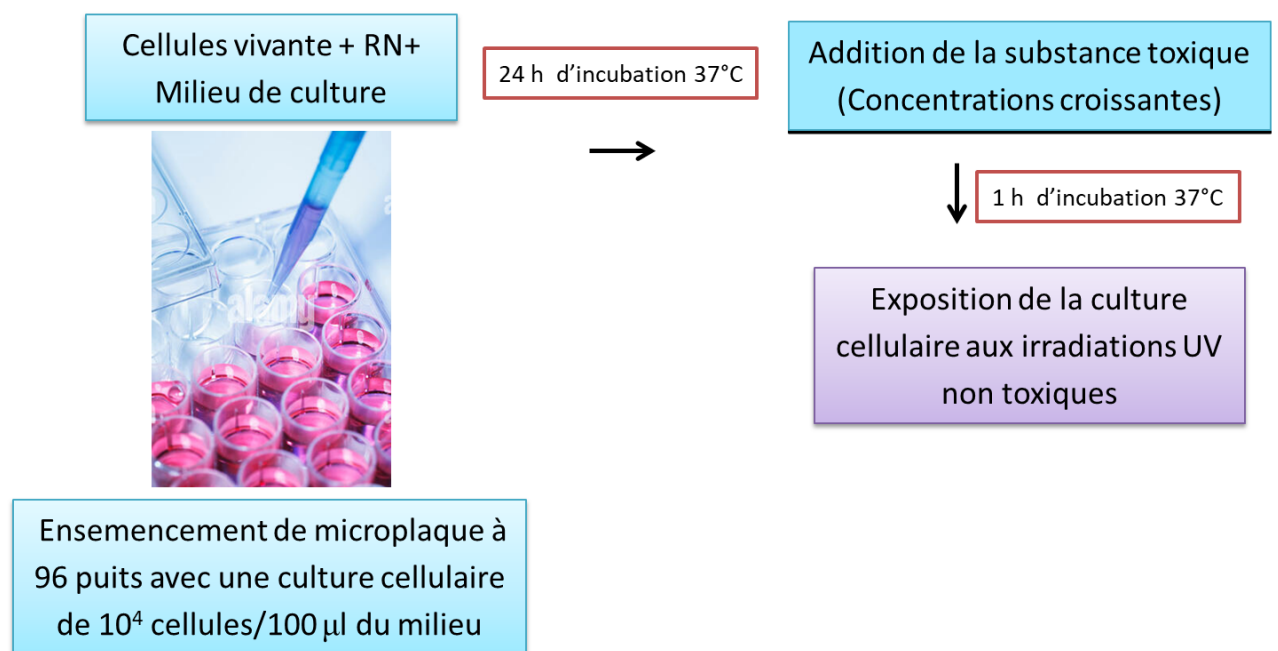 Cellules vivante + RN+
Milieu de culture
24 h d’incubation 37°C
Addition de la substance toxique
(Concentrations croissantes)
1 h d’incubation 37°C
Exposition de la culture
cellulaire aux irradiations UV
non toxiques
alamy
a
Ensemencement de microplaque à
96 puits avec une culture cellulaire
de 10⁴ cellules/100 µl du milieu